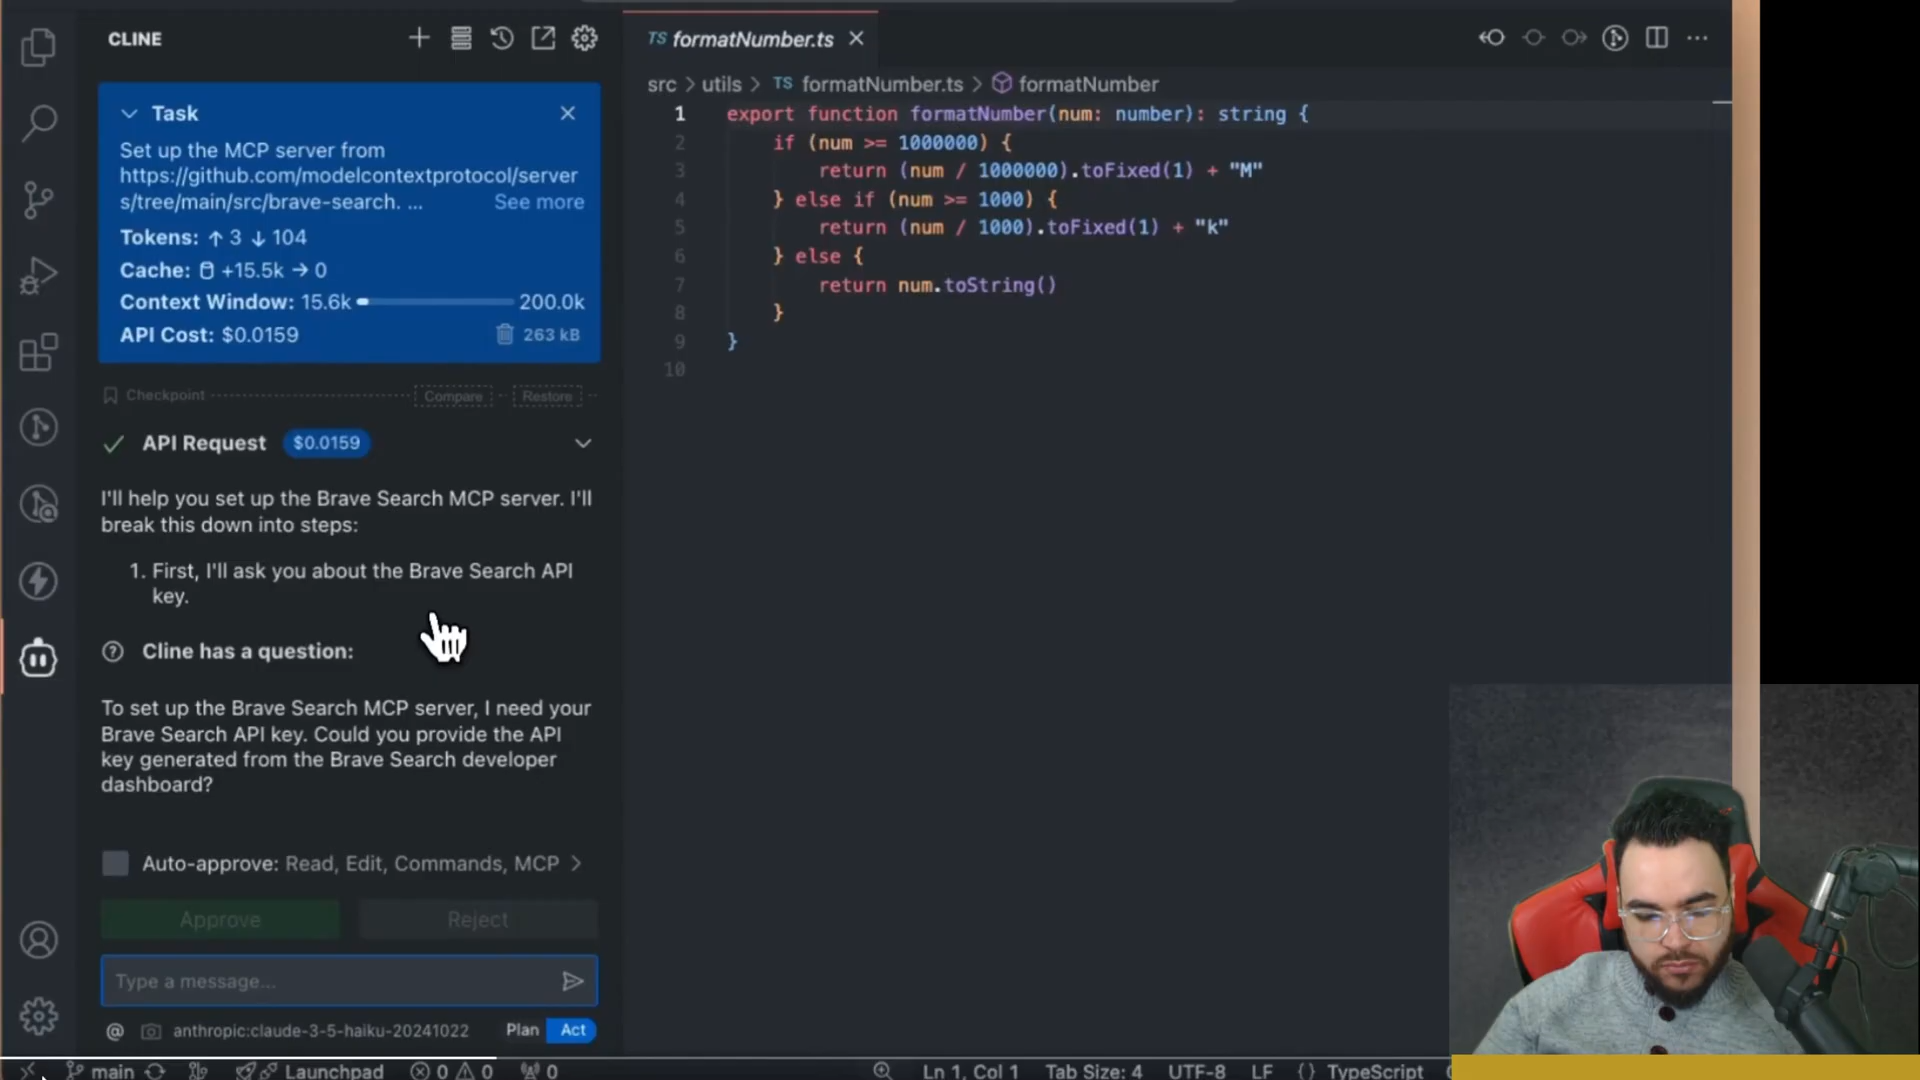 CLINE
Task
Set up the MCP server from
https://github.com/modelcontextprotocol/server
s/tree/main/src/brave-search. ... See more
Tokens: ↑ 3 ↓ 104
Cache: +15.5k → 0
Context Window: 15.6k 200.0k
API Cost: $0.0159 263 kB
Checkpoint Compare Restore
API Request $0.0159
I'll help you set up the Brave Search MCP server. I'll
break this down into steps:
1. First, I'll ask you about the Brave Search API
key.
Cline has a question:
To set up the Brave Search MCP server, I need your
Brave Search API key. Could you provide the API
key generated from the Brave Search developer
dashboard?
Auto-approve: Read, Edit, Commands, MCP >
Approve Reject
Type a message...
@ anthropic:claude-3-5-haiku-20241022 Plan Act
TS formatNumber.ts
src > utils > TS formatNumber.ts > formatNumber
1 export function formatNumber(num: number): string {
2 if (num >= 1000000) {
3 return (num / 1000000).toFixed(1) + "M"
4 } else if (num >= 1000) {
5 return (num / 1000).toFixed(1) + "k"
6 } else {
7 return num.toString()
8 }
9 }
10
main Launchpad 0 0 0 Ln 1, Col 1 Tab Size: 4 UTF-8 LF {} TypeScript